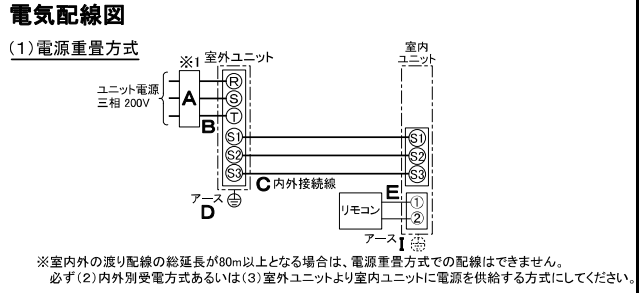 電気配線図
(1)電源重畳方式
※1
室外ユニット
室内
ユニット
ユニット電源
三相 200V
A
B
R
S
T
S1
S2
S3
S1
S2
S3
C 内外接続線
アース
D
リモコン
E
①
②
アース I
※室内外の渡り配線の総延長が80m以上となる場合は、電源重畳方式での配線はできません。
必ず(2)内外別受電方式あるいは(3)室外ユニットより室内ユニットに電源を供給する方式にしてください。